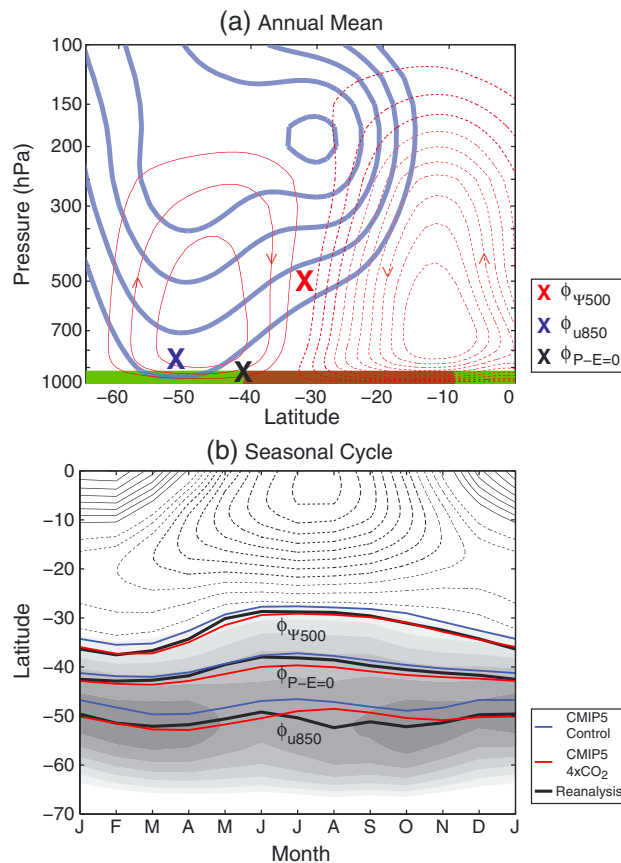 (a) Annual Mean
100
150
200
300
500
700
1000
Pressure (hPa)
−60 −50 −40 −30 −20 −10 0
Latitude
X ϕΨ500
X ϕu850
X ϕP−E=0
X
X
X
(b) Seasonal Cycle
0
−10
−20
−30
−40
−50
−60
−70
Latitude
ϕΨ500
ϕP−E=0
ϕu850
J F M A M J J A S O N D J
Month
CMIP5
Control
CMIP5
4xCO2
Reanalysis